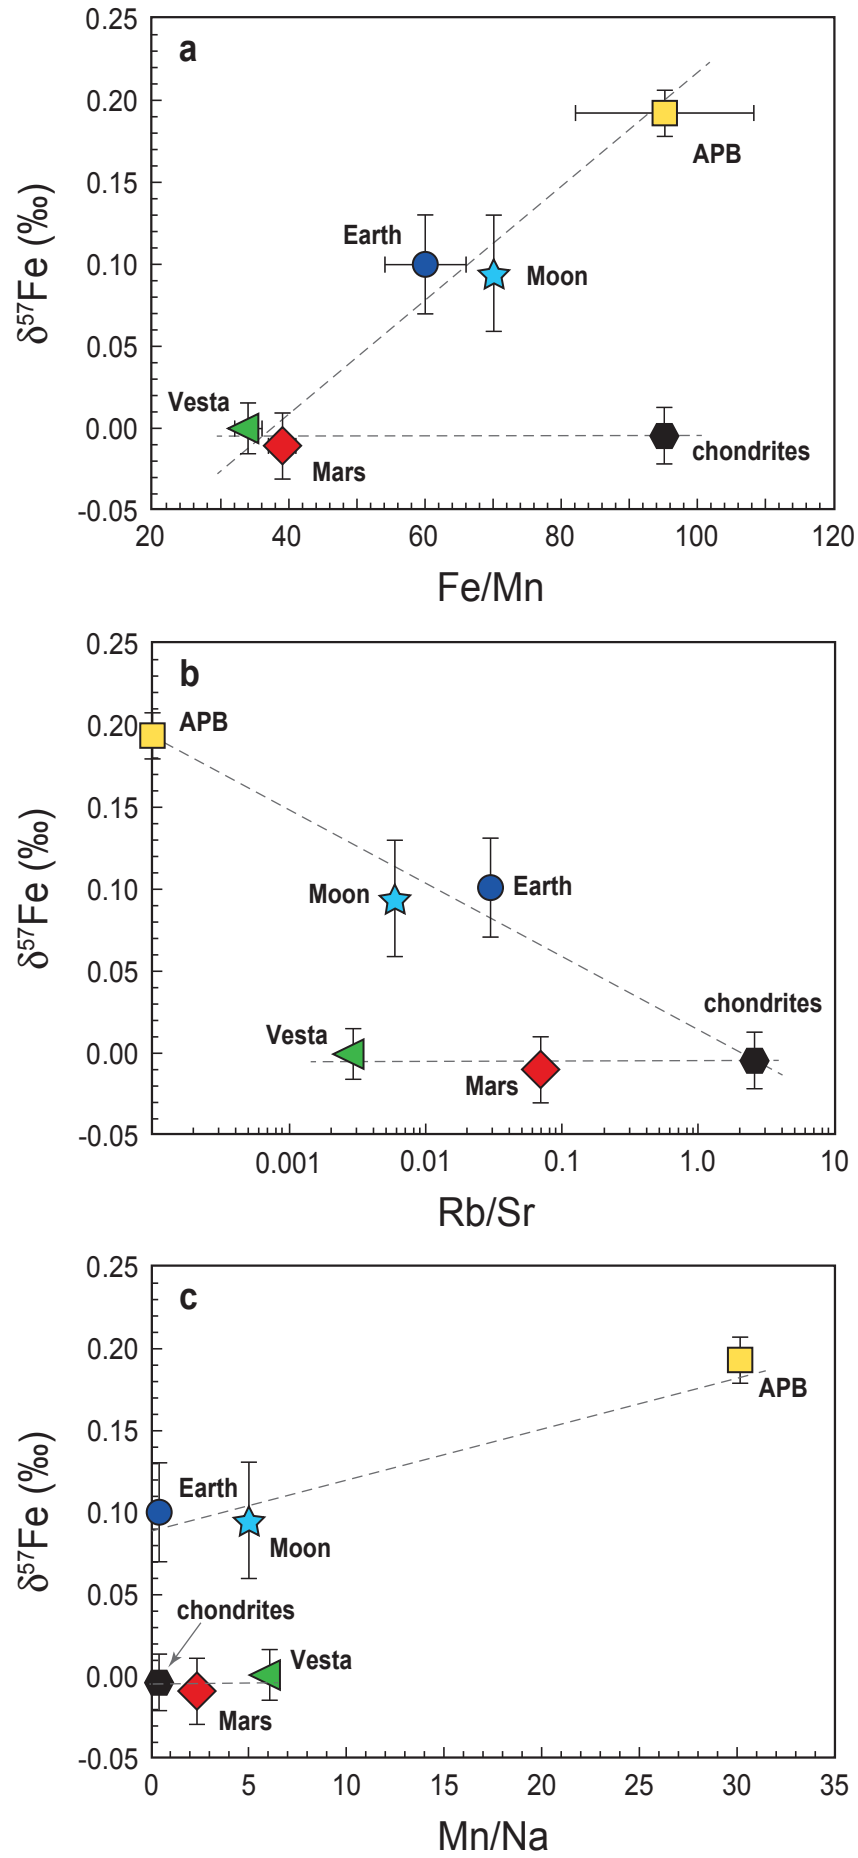 a
0.25
0.20
0.15
0.10
0.05
0.00
-0.05
δ⁵⁷Fe (‰)
APB
Earth
Moon
Vesta
Mars
chondrites
20 40 60 80 100 120
Fe/Mn
b
0.25
0.20
0.15
0.10
0.05
0.00
-0.05
δ⁵⁷Fe (‰)
APB
Moon
Earth
chondrites
Vesta
Mars
0.001 0.01 0.1 1.0 10
Rb/Sr
c
0.25
0.20
0.15
0.10
0.05
0.00
-0.05
δ⁵⁷Fe (‰)
APB
Earth
Moon
chondrites
Vesta
Mars
0 5 10 15 20 25 30 35
Mn/Na